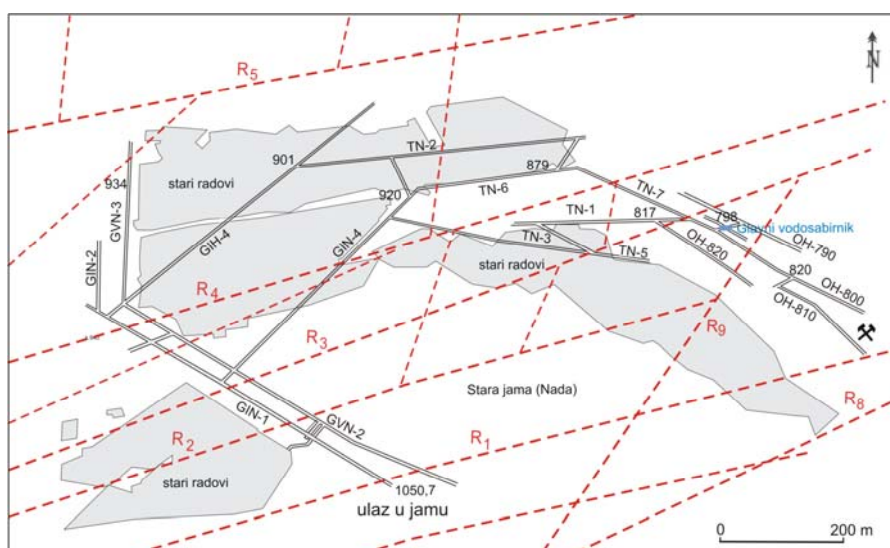 N
R5
TN-2
901
879
934
stari radovi
920
TN-6
TN-7
GVN-3
TN-1
817
798
Glavni vodosabirnik
GIH-4
GIN-4
TN-3
TN-5
OH-790
GIN-2
stari radovi
OH-820
820
R4
OH-800
OH-810
R9
R3
Stara jama (Nada)
R8
GIN-1
GVN-2
R2
R1
stari radovi
1050,7
ulaz u jamu
0 200 m